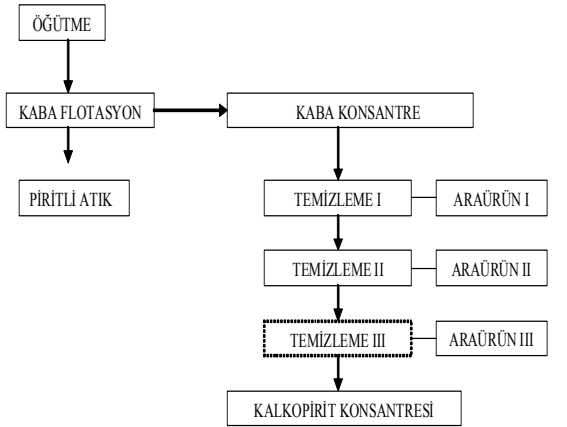 ÖĞÜTME
KABA FLOTASYON
KABA KONSANTRE
PİRİTLİ ATIK
TEMİZLEME I
ARAÜRÜN I
TEMİZLEME II
ARAÜRÜN II
TEMİZLEME III
ARAÜRÜN III
KALKOPİRİT KONSANTRESİ